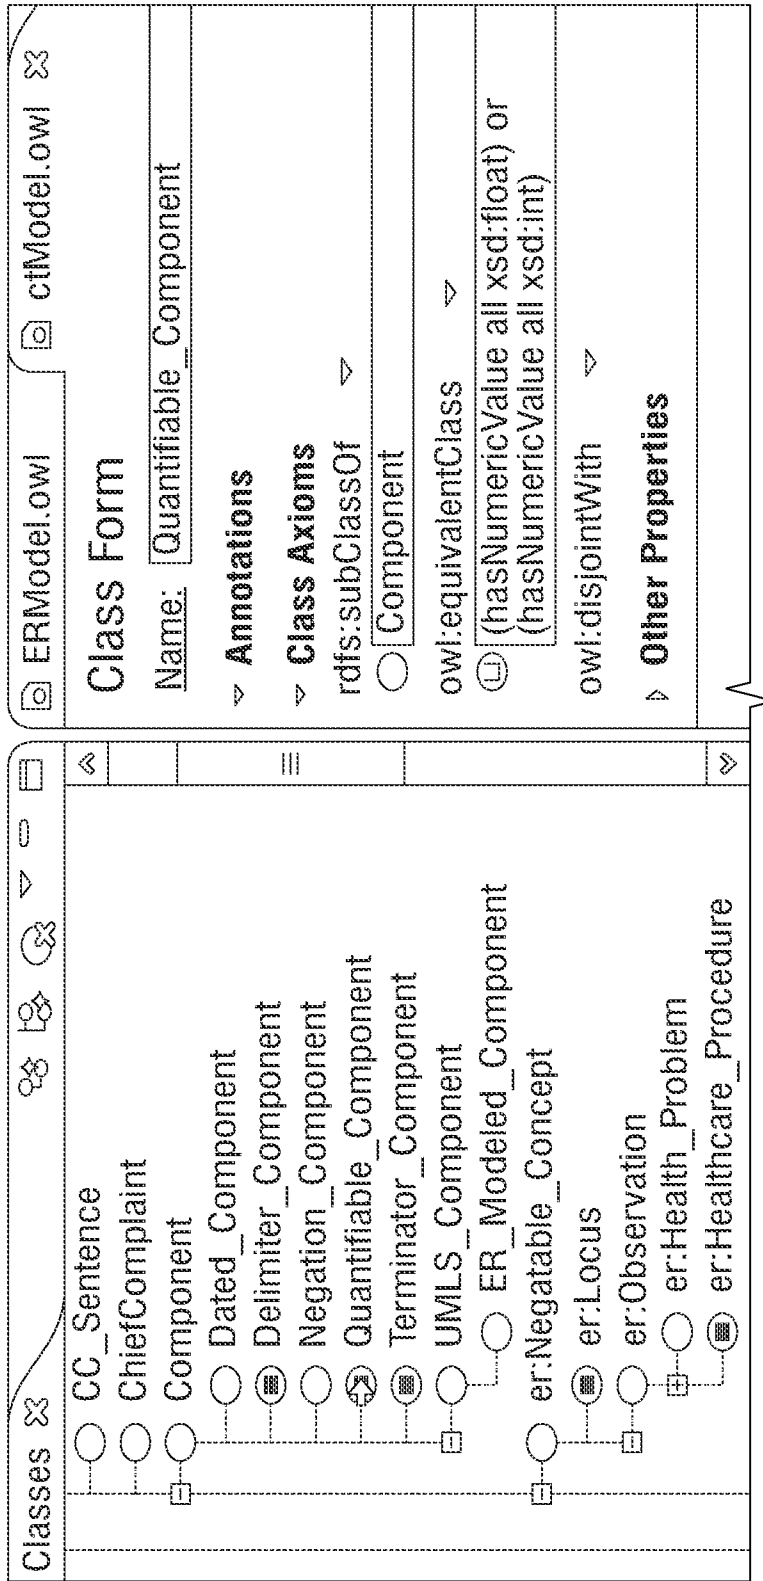 Classes
CC_Sentence
ChiefComplaint
Component
Dated_Component
Delimiter_Component
Negation_Component
Quantifiable_Component
Terminator_Component
UMLS_Component
ER_Modeled_Component
er:Negatable_Concept
er:Locus
er:Observation
er:Health_Problem
er:Healthcare_Procedure
ERModel.owl
ctModel.owl
Class Form
Name: Quantifiable_Component
Annotations
Class Axioms
rdfs:subClassOf
Component
owl:equivalentClass
(hasNumericValue all xsd:float) or
(hasNumericValue all xsd:int)
owl:disjointWith
Other Properties